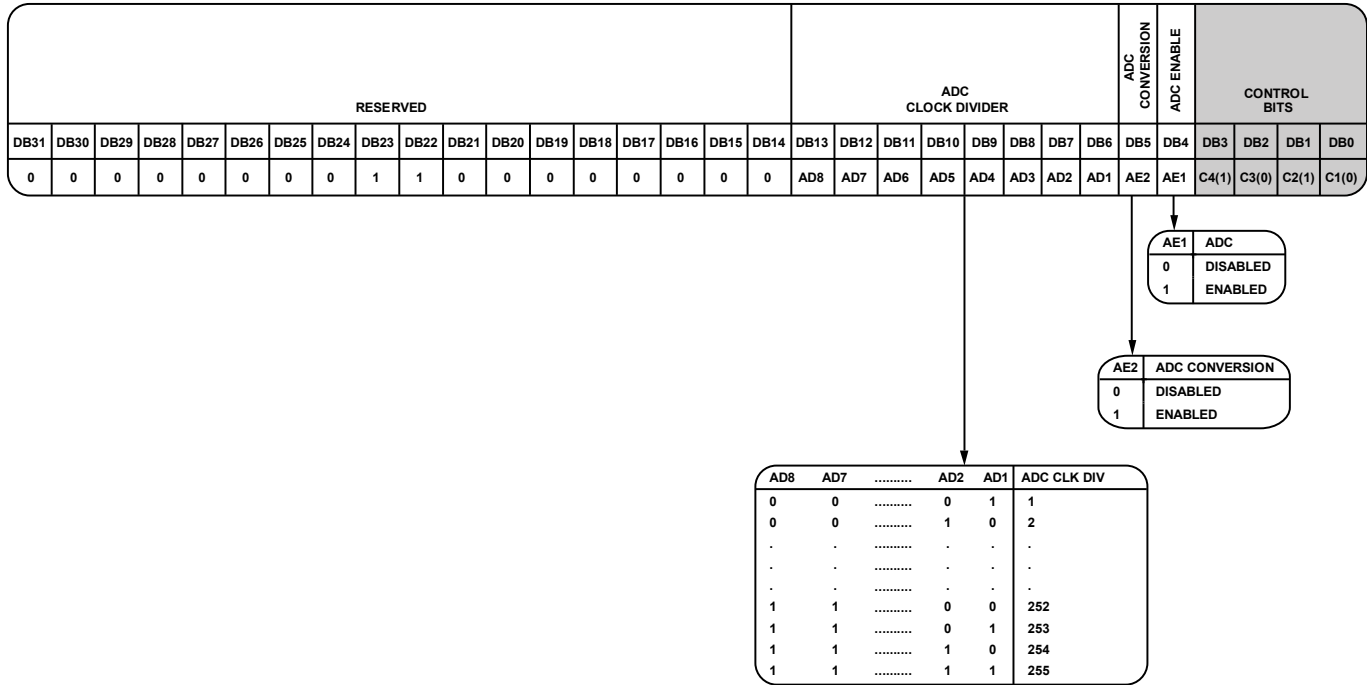 RESERVED
ADC
CLOCK DIVIDER
ADC
CONVERSION
ADC ENABLE
CONTROL
BITS
DB31 DB30 DB29 DB28 DB27 DB26 DB25 DB24 DB23 DB22 DB21 DB20 DB19 DB18 DB17 DB16 DB15 DB14 DB13 DB12 DB11 DB10 DB9 DB8 DB7 DB6 DB5 DB4 DB3 DB2 DB1 DB0
0 0 0 0 0 0 0 0 1 1 0 0 0 0 0 0 0 0 AD8 AD7 AD6 AD5 AD4 AD3 AD2 AD1 AE2 AE1 C4(1) C3(0) C2(1) C1(0)
AE1 ADC
0 DISABLED
1 ENABLED
AE2 ADC CONVERSION
0 DISABLED
1 ENABLED
AD8 AD7 .......... AD2 AD1 ADC CLK DIV
0 0 .......... 0 1 1
0 0 .......... 1 0 2
. . .......... . . .
. . .......... . . .
. . .......... . . .
1 1 .......... 0 0 252
1 1 .......... 0 1 253
1 1 .......... 1 0 254
1 1 .......... 1 1 255